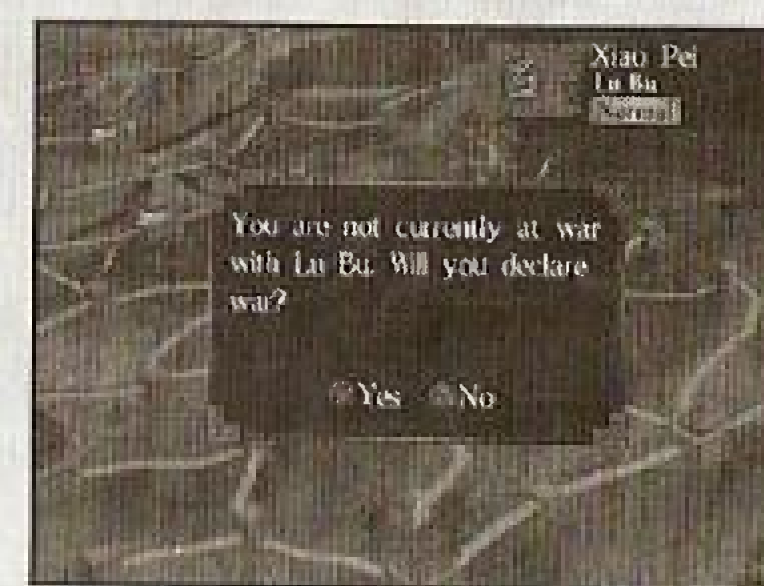 Xiao Pei
Lu Bu
Normal
You are not currently at war
with Lu Bu. Will you declare
war?
Yes No